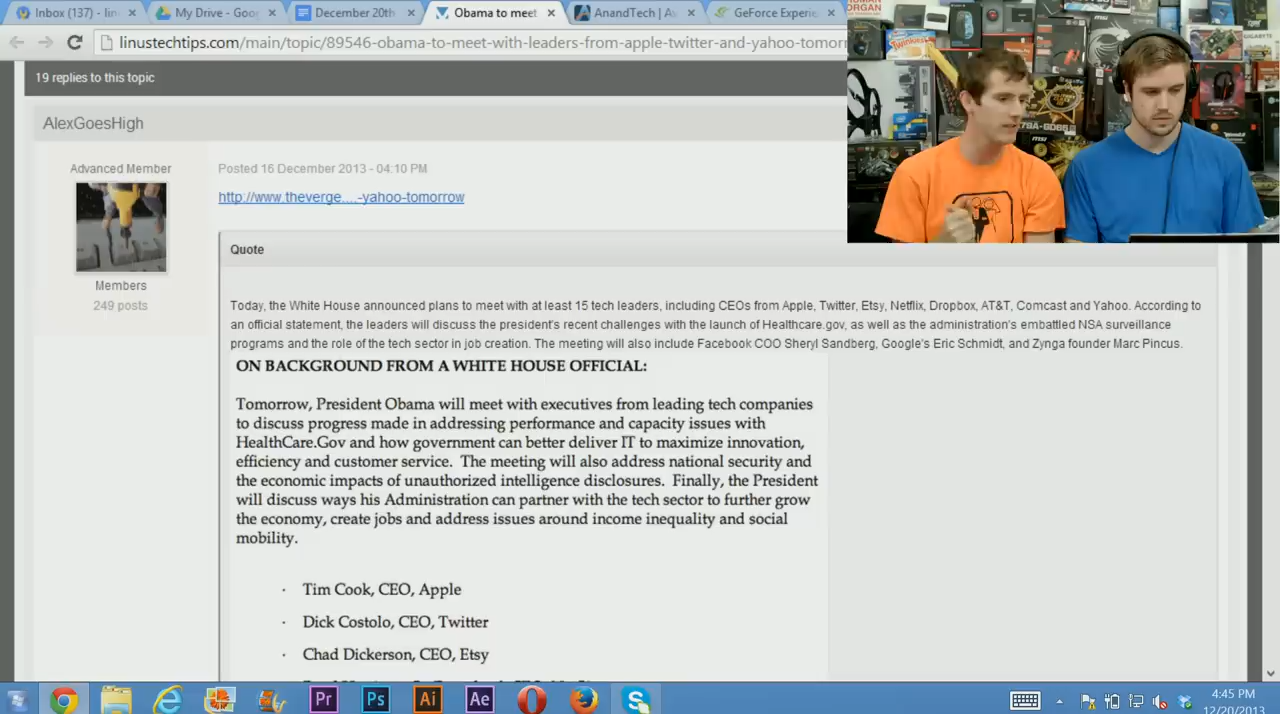 Inbox (137) - lin
My Drive - Goo
December 20th
Obama to meet
AnandTech | A
GeForce Experi
linustechtips.com/main/topic/89546-obama-to-meet-with-leaders-from-apple-twitter-and-yahoo-tomorr
19 replies to this topic
AlexGoesHigh
Advanced Member
Members
249 posts
Posted 16 December 2013 - 04:10 PM
http://www.theverge....-yahoo-tomorrow
Quote
Today, the White House announced plans to meet with at least 15 tech leaders, including CEOs from Apple, Twitter, Etsy, Netflix, Dropbox, AT&T, Comcast and Yahoo. According to
an official statement, the leaders will discuss the president's recent challenges with the launch of Healthcare.gov, as well as the administration's embattled NSA surveillance
programs and the role of the tech sector in job creation. The meeting will also include Facebook COO Sheryl Sandberg, Google's Eric Schmidt, and Zynga founder Marc Pincus.
ON BACKGROUND FROM A WHITE HOUSE OFFICIAL:
Tomorrow, President Obama will meet with executives from leading tech companies
to discuss progress made in addressing performance and capacity issues with
HealthCare.Gov and how government can better deliver IT to maximize innovation,
efficiency and customer service. The meeting will also address national security and
the economic impacts of unauthorized intelligence disclosures. Finally, the President
will discuss ways his Administration can partner with the tech sector to further grow
the economy, create jobs and address issues around income inequality and social
mobility.
· Tim Cook, CEO, Apple
· Dick Costolo, CEO, Twitter
· Chad Dickerson, CEO, Etsy
Pr
Ps
Ai
Ae
4:45 PM
12/20/2013